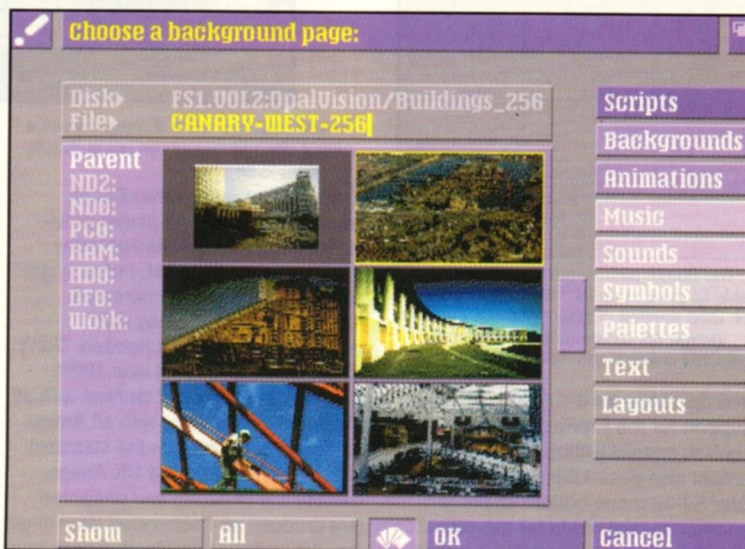 Choose a background page:
Disk FS1.VOL2:OpalVision/Buildings_256
File CANARY-WEST-256
Parent
ND2:
ND0:
PC0:
RAM:
HD0:
DF0:
Work:
Scripts
Backgrounds
Animations
Music
Sounds
Symbols
Palettes
Text
Layouts
Show
All
OK
Cancel